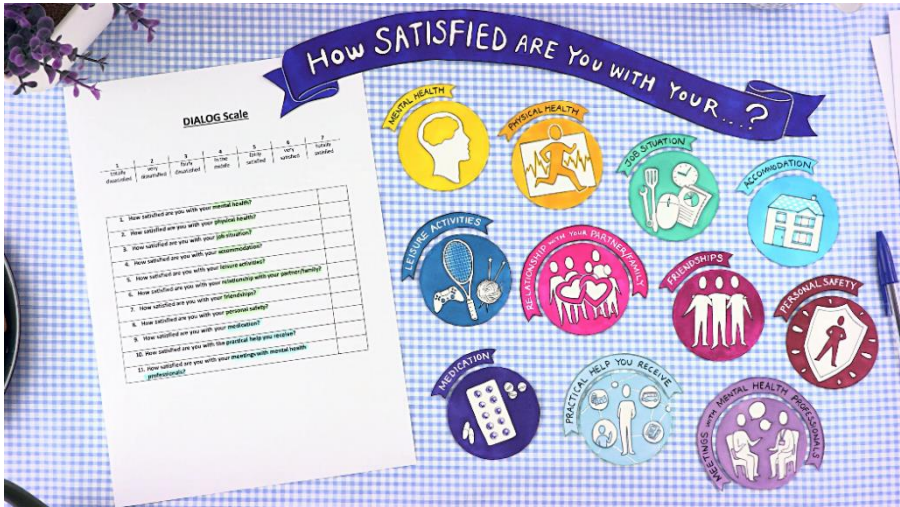 How SATISFIED ARE YOU WITH YOUR...?
DIALOG Scale
1 2 3 4 5 6 7
totally dissatisfied
very dissatisfied
fairly dissatisfied
in the middle
fairly satisfied
very satisfied
totally satisfied
1. How satisfied are you with your mental health?
2. How satisfied are you with your physical health?
3. How satisfied are you with your job situation?
4. How satisfied are you with your accommodation?
5. How satisfied are you with your leisure activities?
6. How satisfied are you with your relationship with your partner/family?
7. How satisfied are you with your friendships?
8. How satisfied are you with your personal safety?
9. How satisfied are you with your medication?
10. How satisfied are you with the practical help you receive?
11. How satisfied are you with your meetings with mental health
professionals?
MENTAL HEALTH
PHYSICAL HEALTH
JOB SITUATION
ACCOMMODATION
LEISURE ACTIVITIES
RELATIONSHIP WITH YOUR PARTNER/FAMILY
FRIENDSHIPS
PERSONAL SAFETY
MEDICATION
PRACTICAL HELP YOU RECEIVE
MEETINGS WITH MENTAL HEALTH PROFESSIONALS